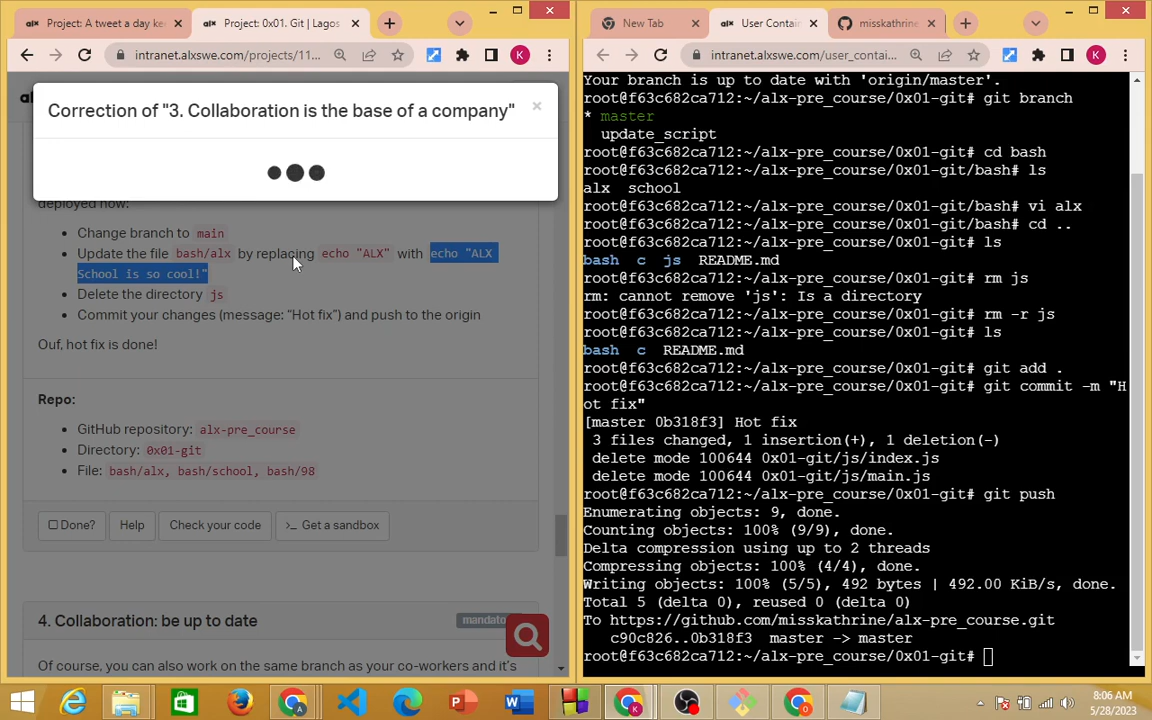 Project: A tweet a day ke
Project: 0x01. Git | Lagos
intranet.alxswe.com/projects/11...
K
Correction of "3. Collaboration is the base of a company"
deployed now:
Change branch to main
Update the file bash/alx by replacing echo "ALX" with echo "ALX
School is so cool!"
Delete the directory js
Commit your changes (message: “Hot fix”) and push to the origin
Ouf, hot fix is done!
Repo:
GitHub repository: alx-pre_course
Directory: 0x01-git
File: bash/alx, bash/school, bash/98
Done?
Help
Check your code
>_ Get a sandbox
4. Collaboration: be up to date
Of course, you can also work on the same branch as your co-workers and it's
New Tab
User Contain
misskathrine
intranet.alxswe.com/user_contai...
K
Your branch is up to date with 'origin/master'.
root@f63c682ca712:~/alx-pre_course/0x01-git# git branch
* master
update_script
root@f63c682ca712:~/alx-pre_course/0x01-git# cd bash
root@f63c682ca712:~/alx-pre_course/0x01-git/bash# ls
alx school
root@f63c682ca712:~/alx-pre_course/0x01-git/bash# vi alx
root@f63c682ca712:~/alx-pre_course/0x01-git/bash# cd ..
root@f63c682ca712:~/alx-pre_course/0x01-git# ls
bash c js README.md
root@f63c682ca712:~/alx-pre_course/0x01-git# rm js
rm: cannot remove 'js': Is a directory
root@f63c682ca712:~/alx-pre_course/0x01-git# rm -r js
root@f63c682ca712:~/alx-pre_course/0x01-git# ls
bash c README.md
root@f63c682ca712:~/alx-pre_course/0x01-git# git add .
root@f63c682ca712:~/alx-pre_course/0x01-git# git commit -m "H
ot fix"
[master 0b318f3] Hot fix
3 files changed, 1 insertion(+), 1 deletion(-)
delete mode 100644 0x01-git/js/index.js
delete mode 100644 0x01-git/js/main.js
root@f63c682ca712:~/alx-pre_course/0x01-git# git push
Enumerating objects: 9, done.
Counting objects: 100% (9/9), done.
Delta compression using up to 2 threads
Compressing objects: 100% (4/4), done.
Writing objects: 100% (5/5), 492 bytes | 492.00 KiB/s, done.
Total 5 (delta 0), reused 0 (delta 0)
To https://github.com/misskathrine/alx-pre_course.git
c90c826..0b318f3 master -> master
root@f63c682ca712:~/alx-pre_course/0x01-git#
8:06 AM
5/28/2023